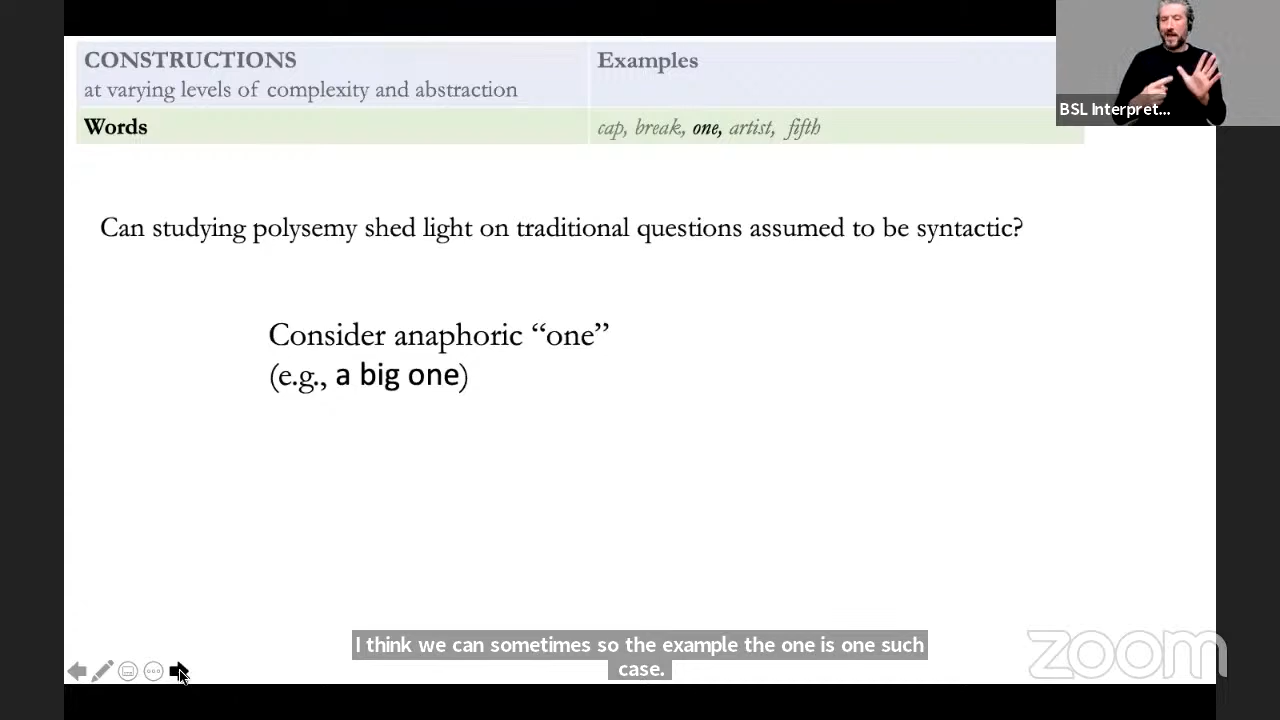 CONSTRUCTIONS
at varying levels of complexity and abstraction
Examples
Words
cap, break, one, artist, fifth
BSL Interpret...
Can studying polysemy shed light on traditional questions assumed to be syntactic?
Consider anaphoric “one”
(e.g., a big one)
I think we can sometimes so the example the one is one such
case.
zoom